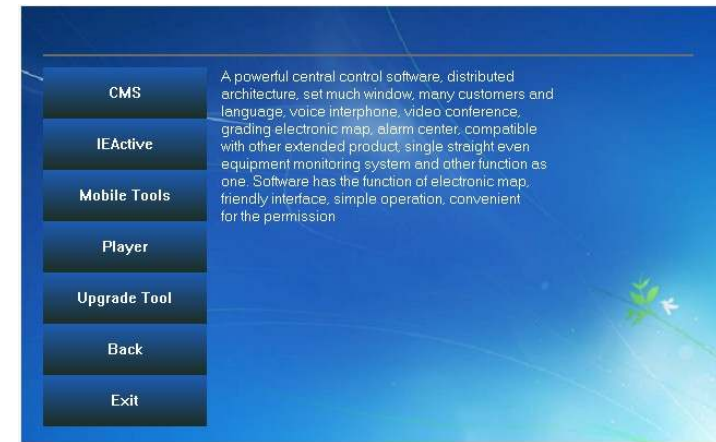 CMS
IEActive
Mobile Tools
Player
Upgrade Tool
Back
Exit
A powerful central control software, distributed
architecture, set much window, many customers and
language, voice interphone, video conference,
grading electronic map, alarm center, compatible
with other extended product, single straight even
equipment monitoring system and other function as
one. Software has the function of electronic map,
friendly interface, simple operation, convenient
for the permission